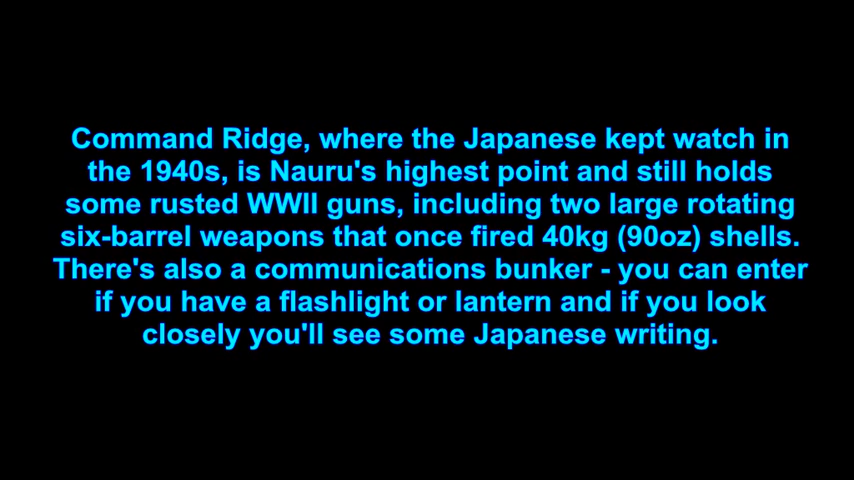 Command Ridge, where the Japanese kept watch in
the 1940s, is Nauru's highest point and still holds
some rusted WWII guns, including two large rotating
six-barrel weapons that once fired 40kg (90oz) shells.
There's also a communications bunker - you can enter
if you have a flashlight or lantern and if you look
closely you'll see some Japanese writing.